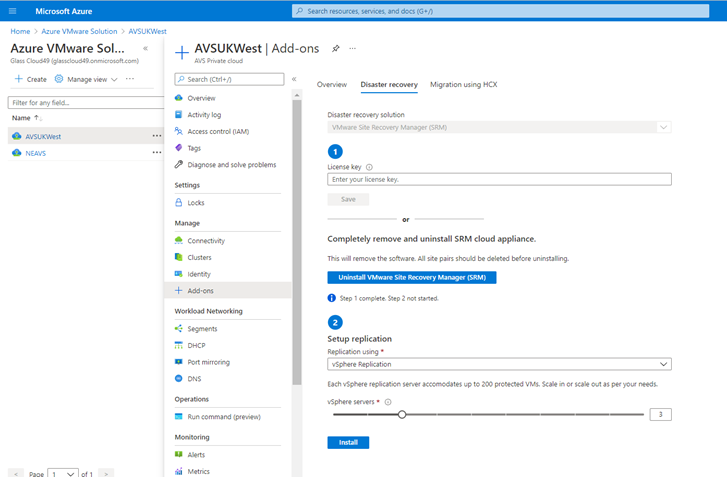 Microsoft Azure
Search resources, services, and docs (G+/)
Home > Azure VMware Solution > AVSUKWest
Azure VMware Sol... «
Glass Cloud49 (glasscloud49.onmicrosoft.com)
+ Create Manage view ...
Filter for any field...
Name ↑↓
AVSUKWest ...
NEAVS ...
< Page 1 of 1 >
AVSUKWest | Add-ons ...
AVS Private cloud
Search (Ctrl+/) «
Overview
Activity log
Access control (IAM)
Tags
Diagnose and solve problems
Settings
Locks
Manage
Connectivity
Clusters
Identity
Add-ons
Workload Networking
Segments
DHCP
Port mirroring
DNS
Operations
Run command (preview)
Monitoring
Alerts
Metrics
Overview Disaster recovery Migration using HCX
Disaster recovery solution
VMware Site Recovery Manager (SRM)
1
License key
Enter your license key.
Save
or
Completely remove and uninstall SRM cloud appliance.
This will remove the software. All site pairs should be deleted before uninstalling.
Uninstall VMware Site Recovery Manager (SRM)
Step 1 complete. Step 2 not started.
2
Setup replication
Replication using *
vSphere Replication
Each vSphere replication server accomodates up to 200 protected VMs. Scale in or scale out as per your needs.
vSphere servers *
3
Install